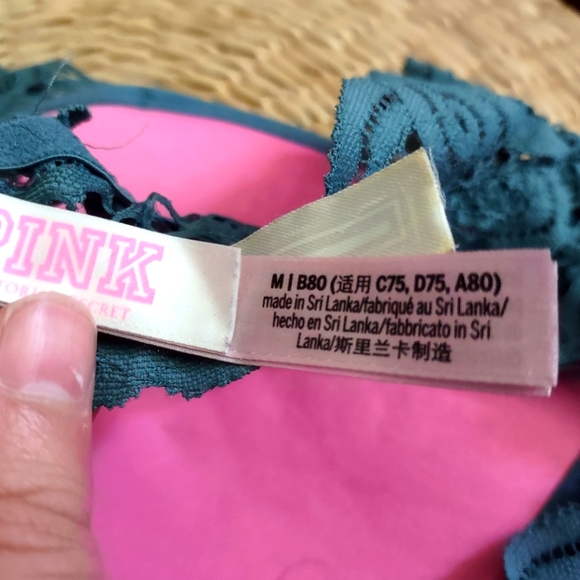 PINK
SECRET
M | B80 (适用 C75, D75, A80)
made in Sri Lanka/fabriqué au Sri Lanka/
hecho en Sri Lanka/fabbricato in Sri
Lanka/斯里兰卡制造